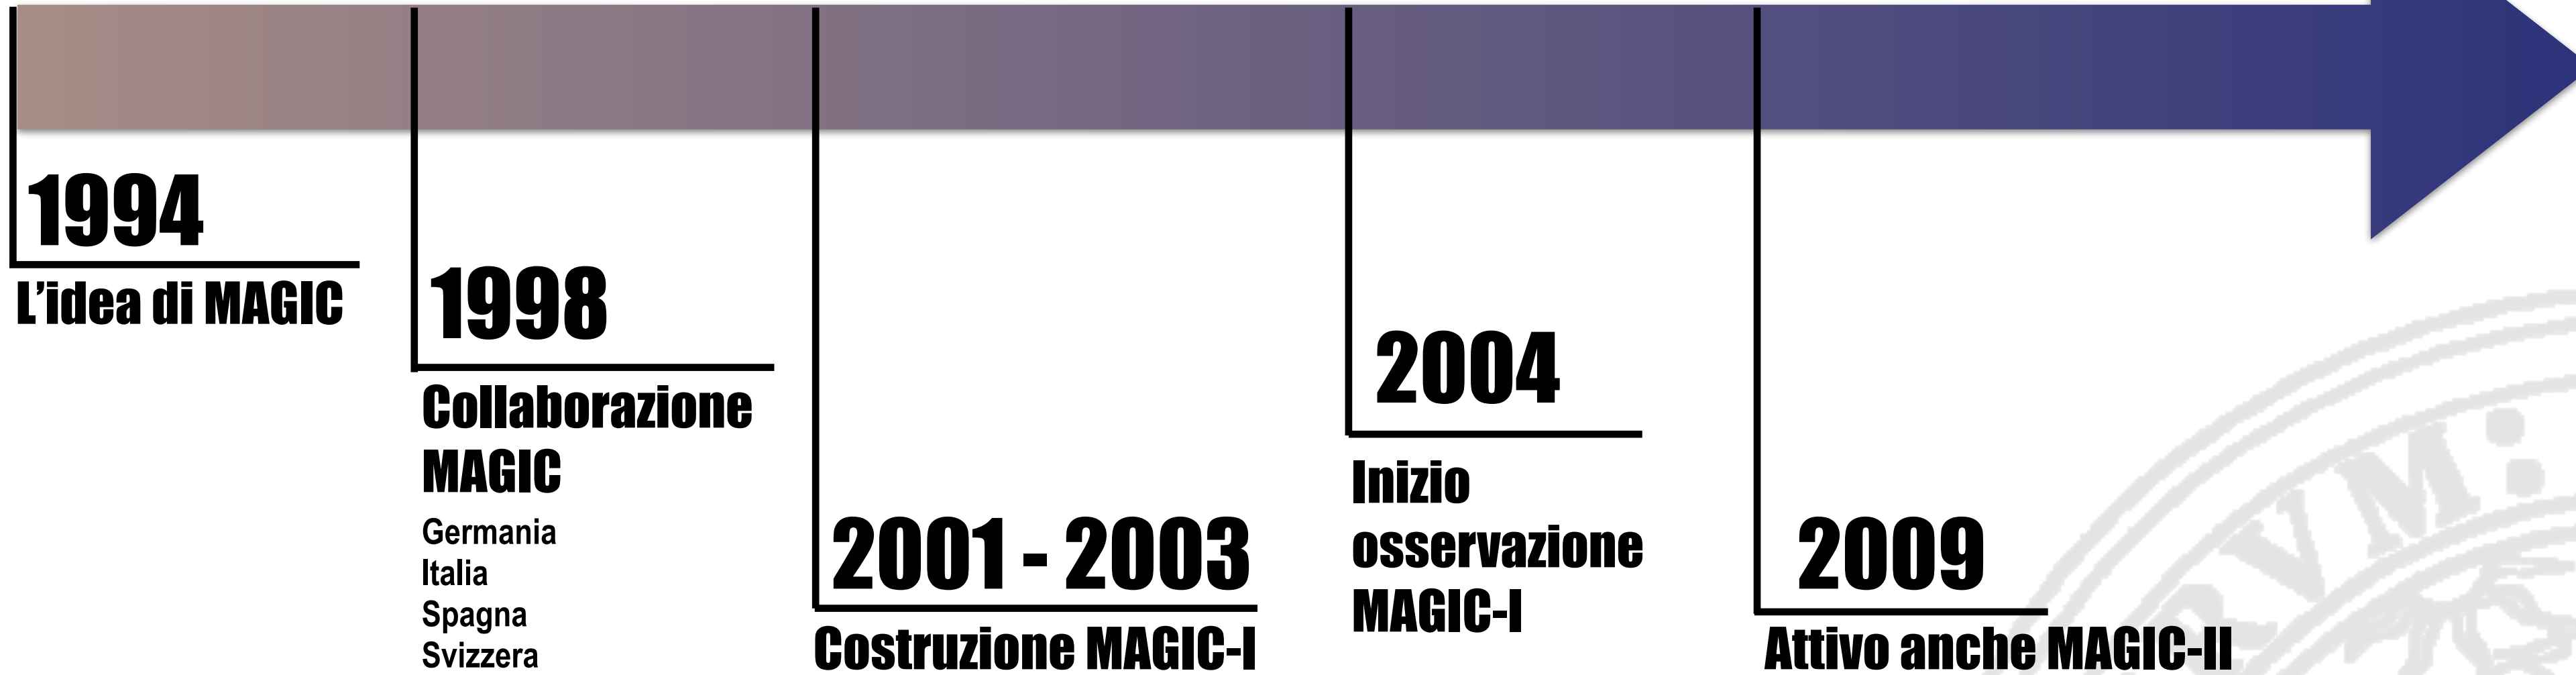 1994
L'idea di MAGIC
1998
Collaborazione
MAGIC
Germania
Italia
Spagna
Svizzera
2001 - 2003
Costruzione MAGIC-I
2004
Inizio
osservazione
MAGIC-I
2009
Attivo anche MAGIC-II
RVM: